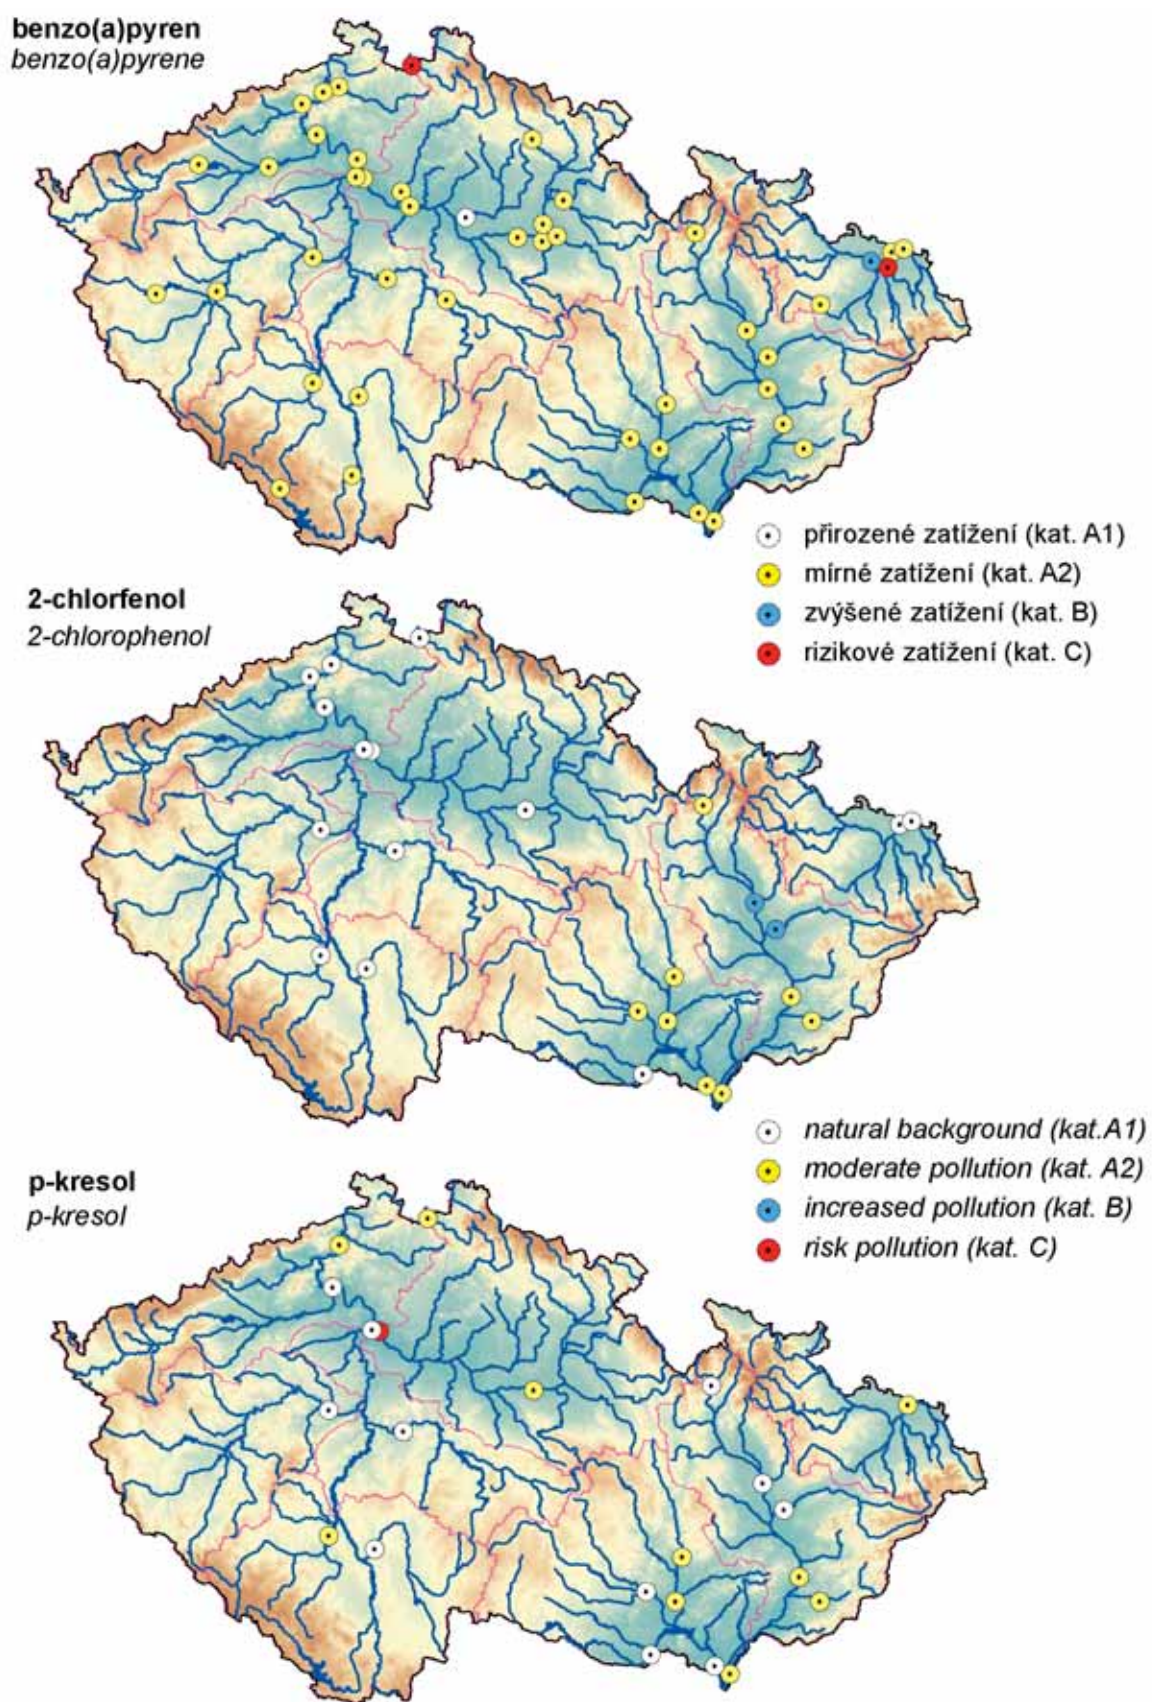 benzo(a)pyren
benzo(a)pyrene
přirozené zatížení (kat. A1)
mírné zatížení (kat. A2)
zvýšené zatížení (kat. B)
rizikové zatížení (kat. C)
2-chlorfenol
2-chlorophenol
natural background (kat.A1)
moderate pollution (kat. A2)
increased pollution (kat. B)
risk pollution (kat. C)
p-kresol
p-kresol